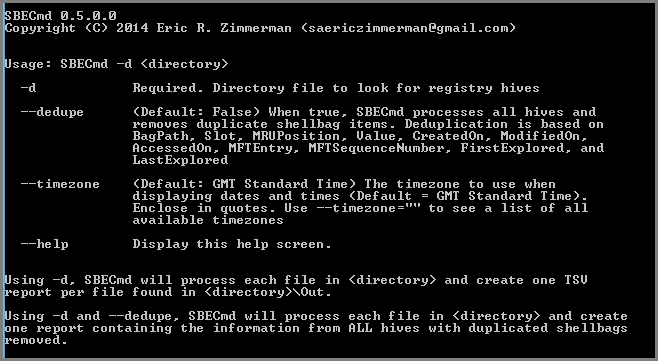 SBECmd 0.5.0.0
Copyright (C) 2014 Eric R. Zimmerman (saericzimmerman@gmail.com)
Usage: SBECmd -d <directory>
-d Required. Directory file to look for registry hives
--dedupe (Default: False) When true, SBECmd processes all hives and
removes duplicate shellbag items. Deduplication is based on
BagPath, Slot, MRUPosition, Value, CreatedOn, ModifiedOn,
AccessedOn, MFTEntry, MFTSequenceNumber, FirstExplored, and
LastExplored
--timezone (Default: GMT Standard Time) The timezone to use when
displaying dates and times (Default = GMT Standard Time).
Enclose in quotes. Use --timezone="" to see a list of all
available timezones
--help Display this help screen.
Using -d, SBECmd will process each file in <directory> and create one TSV
report per file found in <directory>\Out.
Using -d and --dedupe, SBECmd will process each file in <directory> and create
one report containing the information from ALL hives with duplicated shellbags
removed.